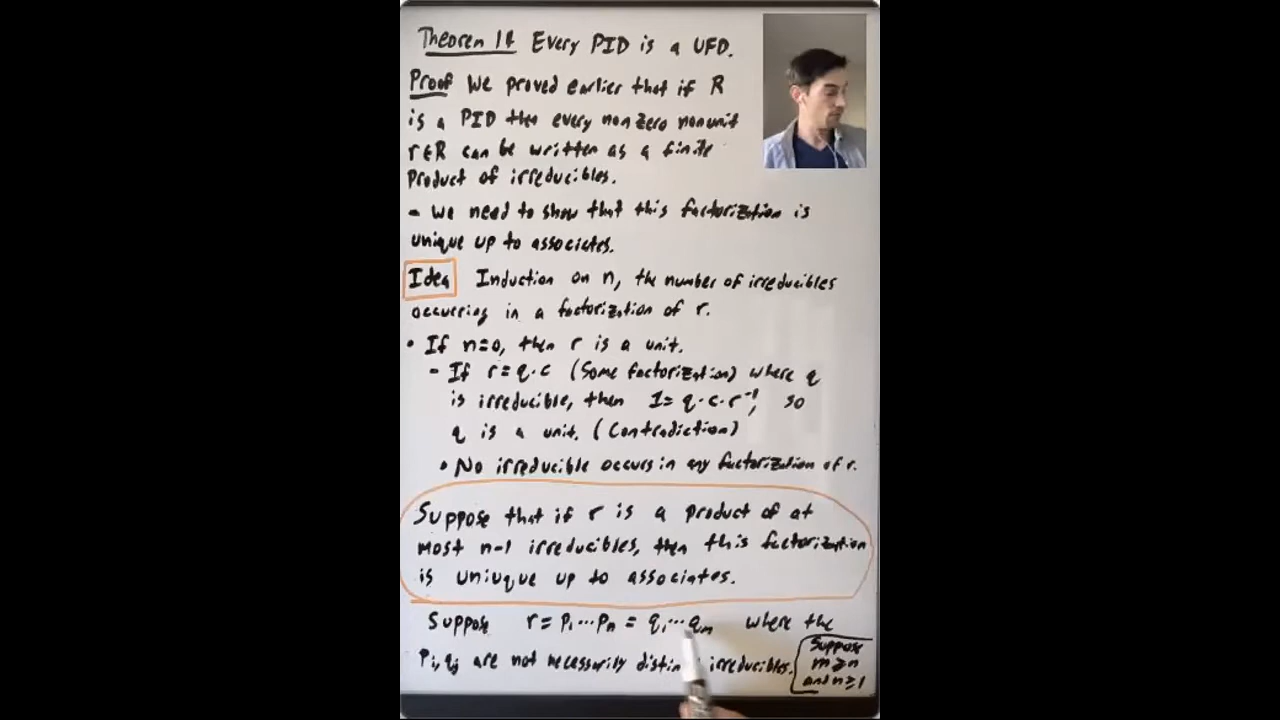 Theorem 14 Every PID is a UFD.
Proof We proved earlier that if R
is a PID then every nonzero nonunit
r∈R can be written as a finite
product of irreducibles.
- We need to show that this factorization is
unique up to associates.
Idea Induction on n, the number of irreducibles
occurring in a factorization of r.
• If n=0, then r is a unit.
- If r=q·c (some factorization) where q
is irreducible, then 1=q·c·r⁻¹, so
q is a unit. (Contradiction)
• No irreducible occurs in any factorization of r.
Suppose that if r is a product of at
most n-1 irreducibles, then this factorization
is uniuque up to associates.
Suppose r = p₁...pₙ = q₁...qₘ where the
pᵢ, qⱼ are not necessarily distinct irreducibles.
Suppose
m≥n
and n≥1